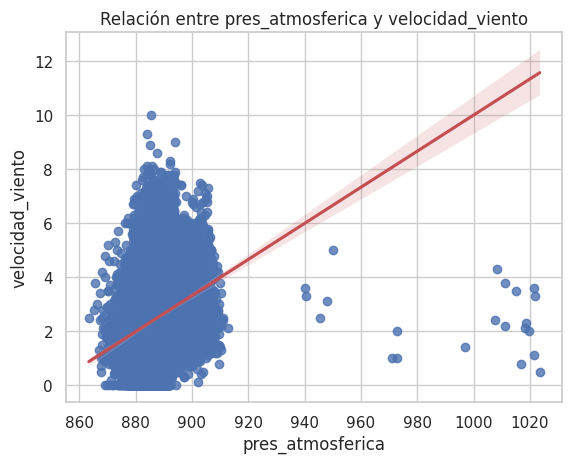 Relación entre pres_atmosferica y velocidad_viento
velocidad_viento
12
10
8
6
4
2
0
860 880 900 920 940 960 980 1000 1020
pres_atmosferica